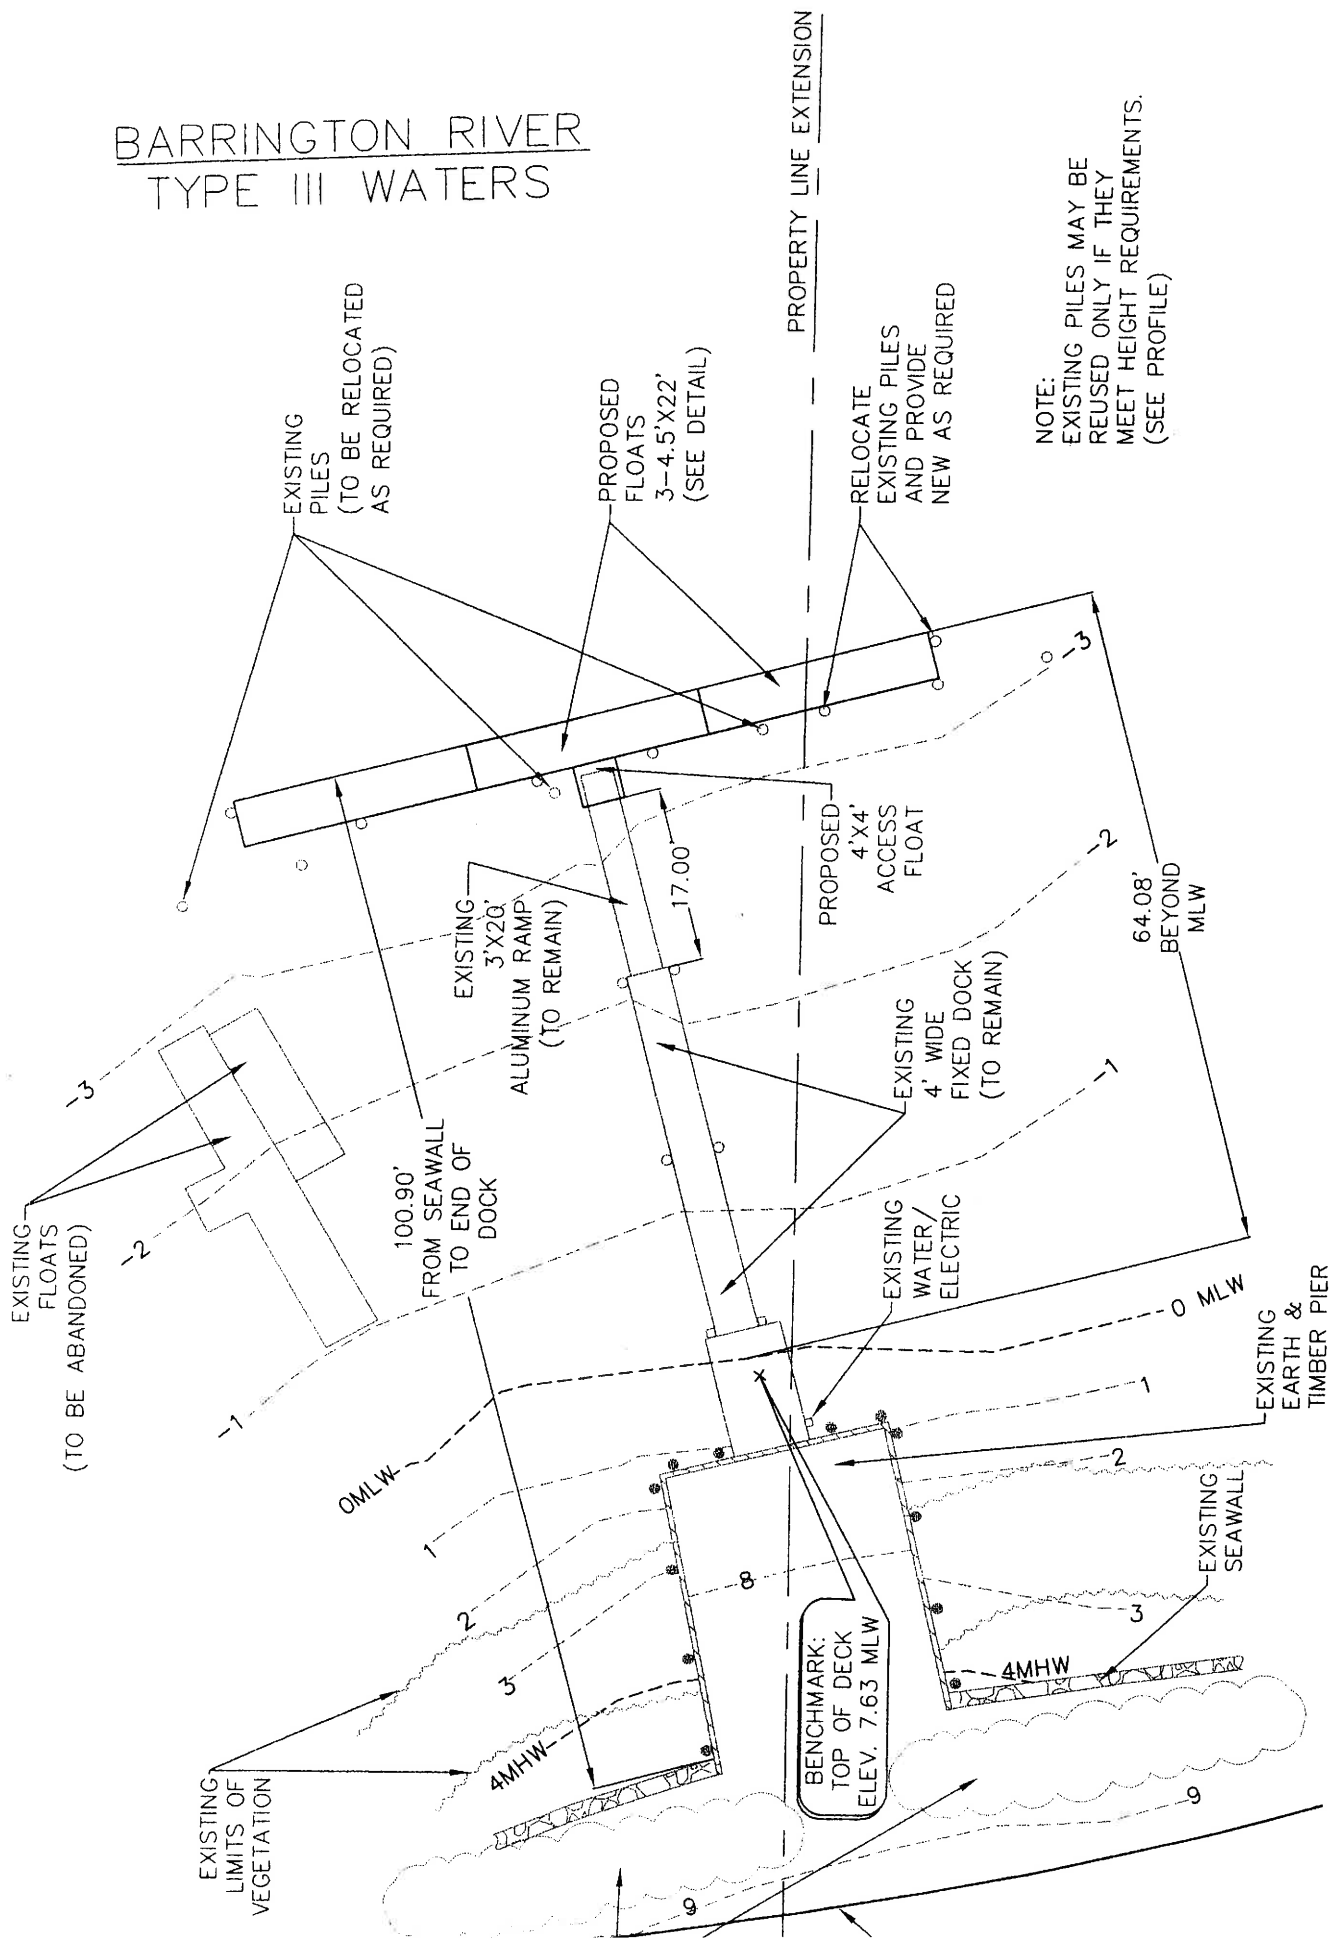 BARRINGTON RIVER
TYPE III WATERS
PROPERTY LINE EXTENSION
NOTE:
EXISTING PILES MAY BE
REUSED ONLY IF THEY
MEET HEIGHT REQUIREMENTS.
(SEE PROFILE)
EXISTING
PILES
(TO BE RELOCATED
AS REQUIRED)
PROPOSED
FLOATS
3-4.5'X22'
(SEE DETAIL)
RELOCATE
EXISTING PILES
AND PROVIDE
NEW AS REQUIRED
-3
-2
-1
EXISTING
3'X20'
ALUMINUM RAMP
(TO REMAIN)
17.00'
PROPOSED
4'X4'
ACCESS
FLOAT
64.08'
BEYOND
MLW
EXISTING
4' WIDE
FIXED DOCK
(TO REMAIN)
-3
-2
-1
EXISTING
FLOATS
(TO BE ABANDONED)
100.90'
FROM SEAWALL
TO END OF
DOCK
EXISTING
WATER/
ELECTRIC
0 MLW
EXISTING
EARTH &
TIMBER PIER
0MLW
1
2
3
4MHW
1
2
3
4MHW
8
EXISTING
SEAWALL
BENCHMARK:
TOP OF DECK
ELEV. 7.63 MLW
EXISTING
LIMITS OF
VEGETATION
9
9